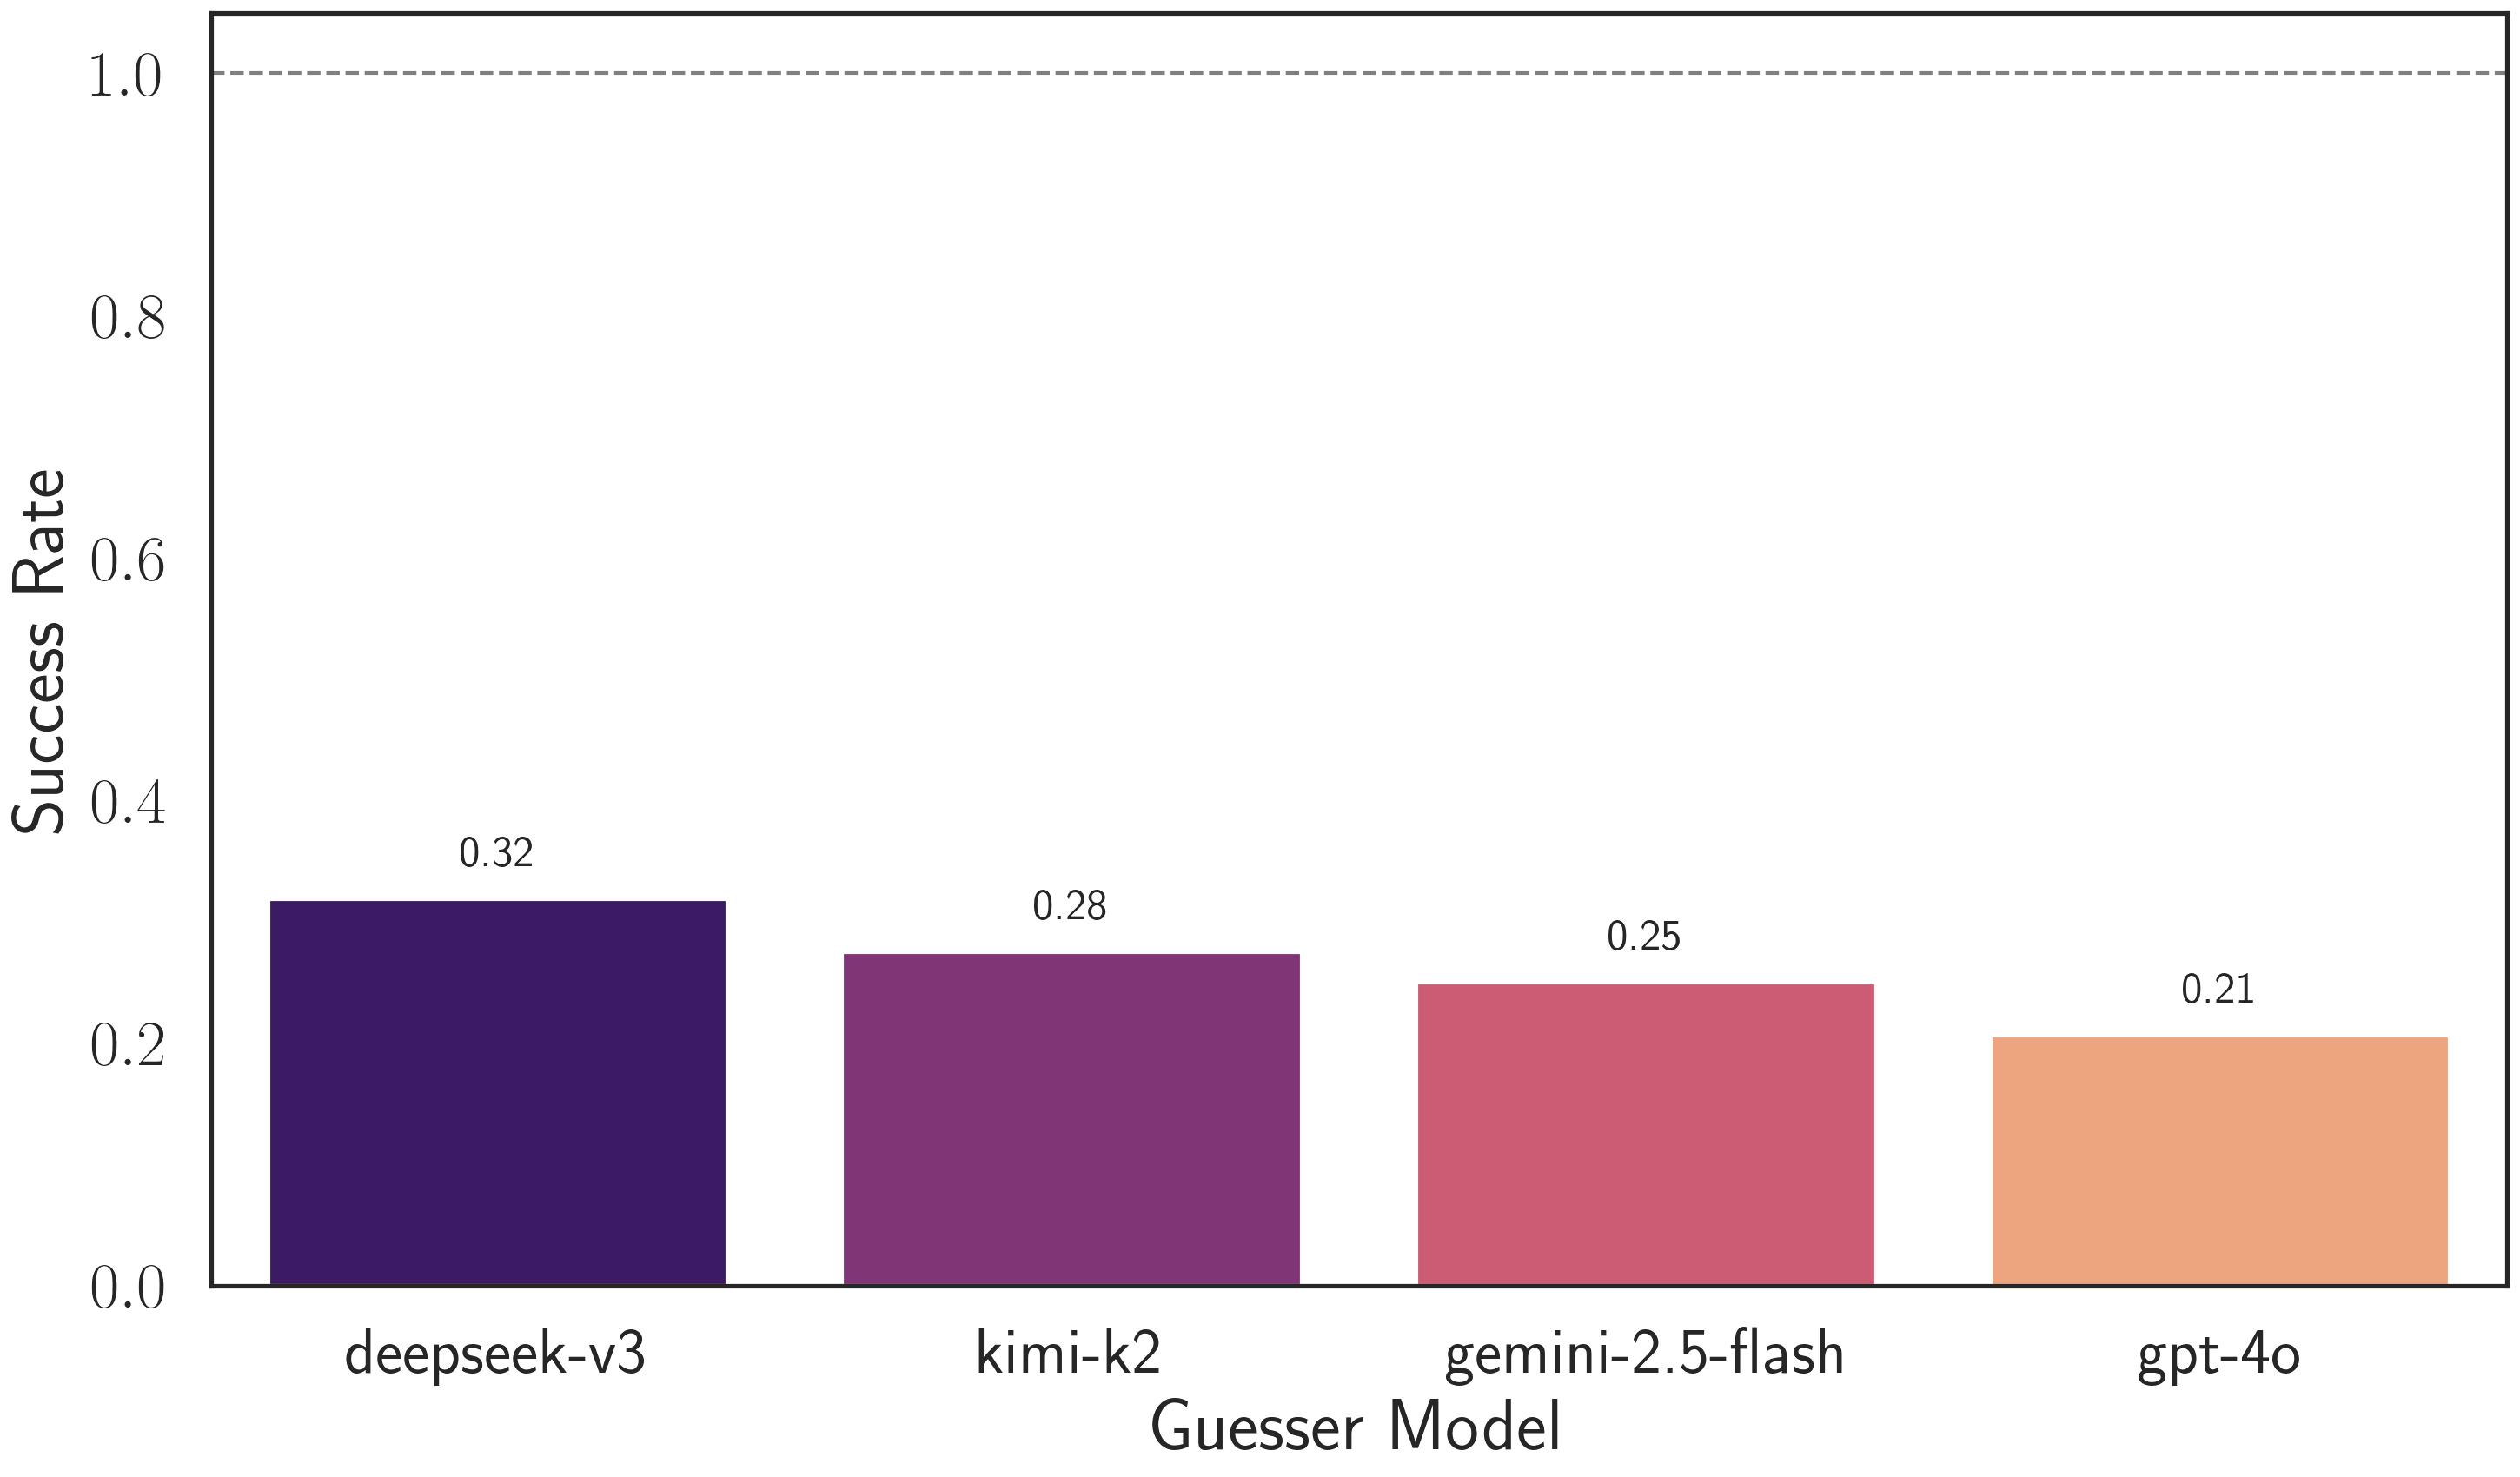 1.0
0.8
0.6
0.4
0.2
0.0
Success Rate
0.32
0.28
0.25
0.21
deepseek-v3
kimi-k2
gemini-2.5-flash
gpt-4o
Guesser Model